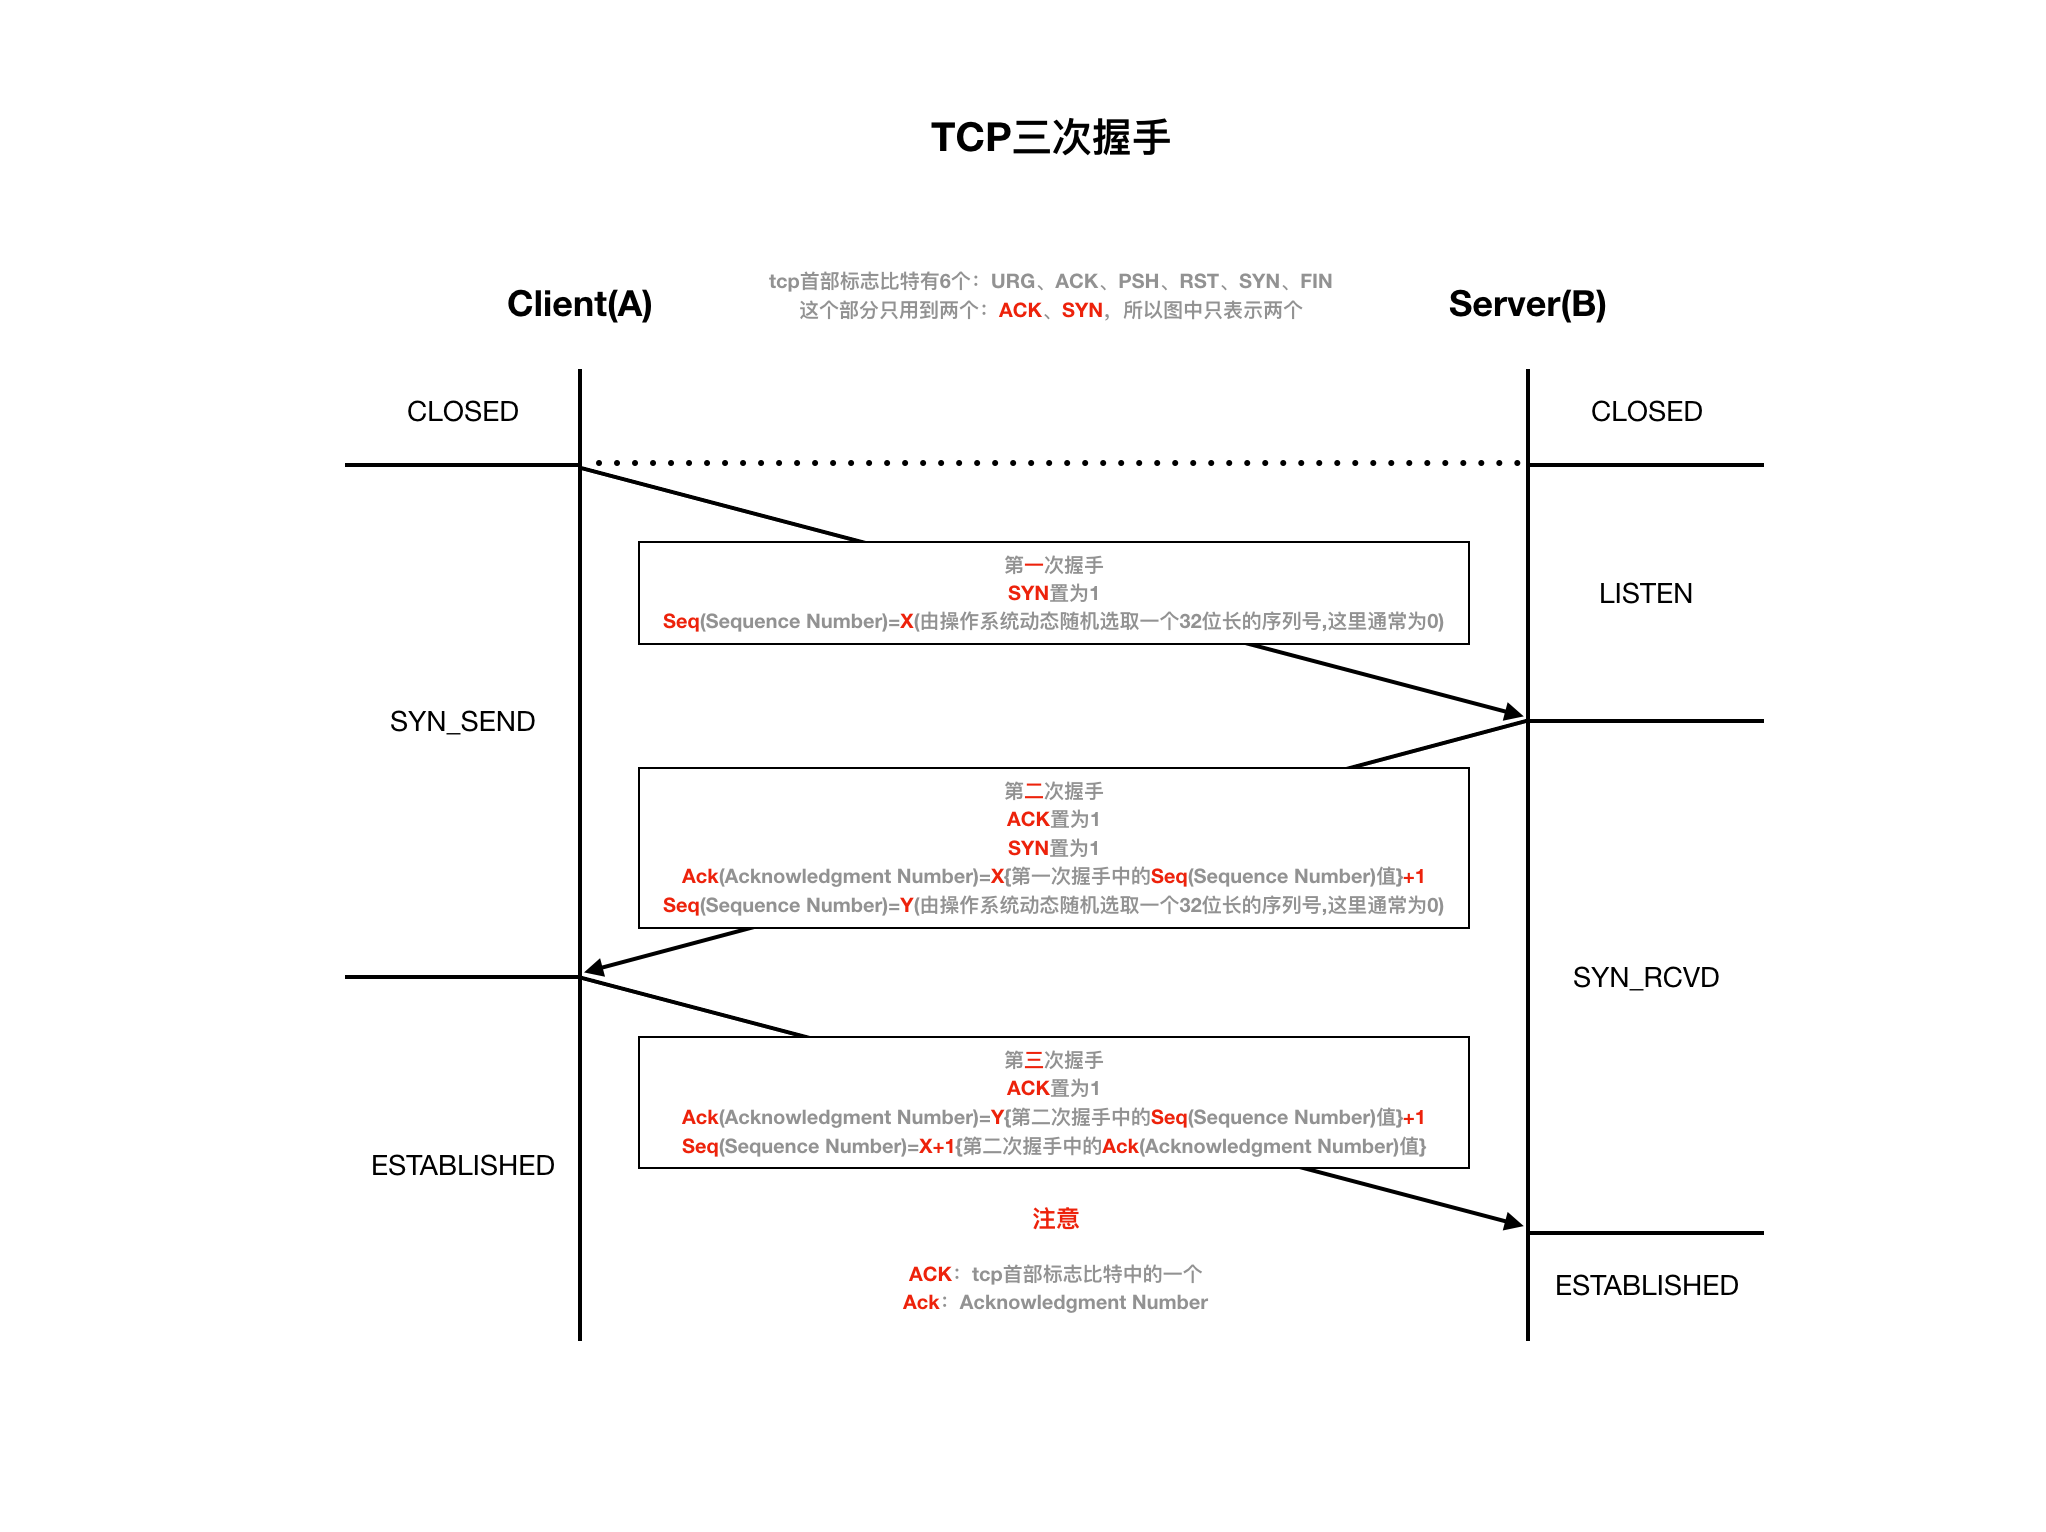 TCP三次握手
tcp首部标志比特有6个：URG、ACK、PSH、RST、SYN、FIN
这个部分只用到两个：ACK、SYN，所以图中只表示两个
Client(A)
Server(B)
CLOSED
CLOSED
第一次握手
SYN置为1
Seq(Sequence Number)=X(由操作系统动态随机选取一个32位长的序列号,这里通常为0)
LISTEN
SYN_SEND
第二次握手
ACK置为1
SYN置为1
Ack(Acknowledgment Number)=X{第一次握手中的Seq(Sequence Number)值}+1
Seq(Sequence Number)=Y(由操作系统动态随机选取一个32位长的序列号,这里通常为0)
SYN_RCVD
第三次握手
ACK置为1
Ack(Acknowledgment Number)=Y{第二次握手中的Seq(Sequence Number)值}+1
Seq(Sequence Number)=X+1{第二次握手中的Ack(Acknowledgment Number)值}
ESTABLISHED
注意
ACK：tcp首部标志比特中的一个
Ack：Acknowledgment Number
ESTABLISHED